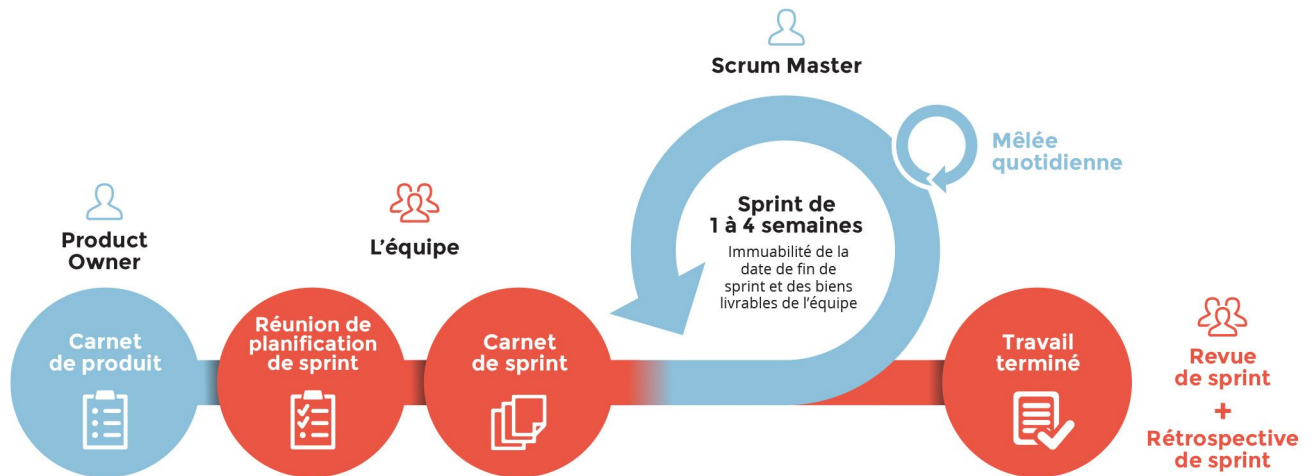 Scrum Master
Mêlée
quotidienne
Product
Owner
L’équipe
Sprint de
1 à 4 semaines
Immuabilité de la
date de fin de
sprint et des biens
livrables de l’équipe
Carnet
de produit
Réunion de
planification
de sprint
Carnet
de sprint
Travail
terminé
Revue
de sprint
+
Rétrospective
de sprint